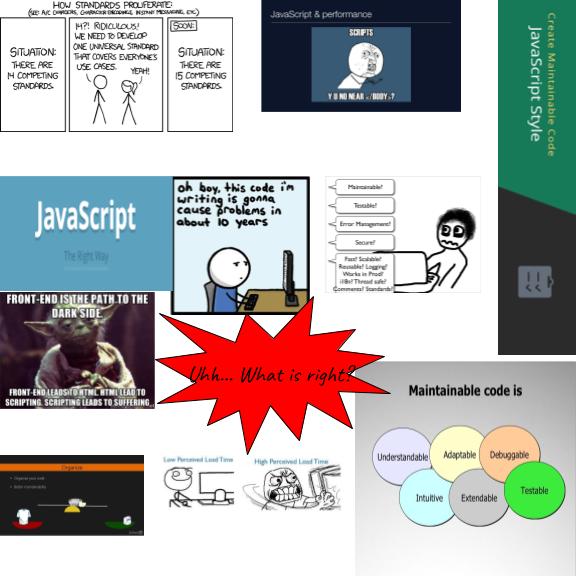 HOW STANDARDS PROLIFERATE:
(SEE: A/C CHARGERS, CHARACTER ENCODINGS, INSTANT MESSAGING, ETC.)
SITUATION:
THERE ARE
14 COMPETING
STANDARDS.
14?! RIDICULOUS!
WE NEED TO DEVELOP
ONE UNIVERSAL STANDARD
THAT COVERS EVERYONE'S
USE CASES.
YEAH!
SOON:
SITUATION:
THERE ARE
15 COMPETING
STANDARDS.
JavaScript & performance
SCRIPTS
Y U NO NEAR </BODY>?
Create Maintainable Code
JavaScript Style
JavaScript
The Right Way
oh boy, this code i'm
writing is gonna
cause problems in
about 10 years
Maintainable?
Testable?
Error Management?
Secure?
Fast? Scalable?
Reusable? Logging?
Works in Prod?
i18n? Thread safe?
Comments? Standards?
FRONT-END IS THE PATH TO THE
DARK SIDE.
FRONT-END LEADS TO HTML. HTML LEAD TO
SCRIPTING. SCRIPTING LEADS TO SUFFERING.
Uhh... What is right?
Maintainable code is
Understandable
Adaptable
Debuggable
Intuitive
Extendable
Testable
Organize
Low Perceived Load Time
High Perceived Load Time